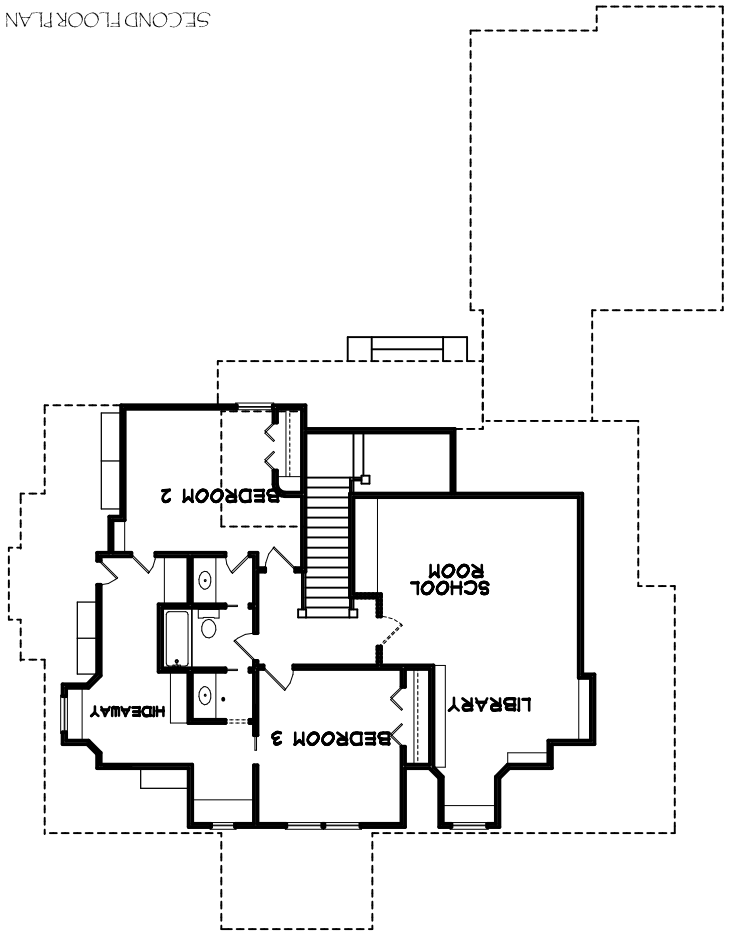 SECOND FLOOR PLAN
BEDROOM 2
SCHOOL
ROOM
LIBRARY
HIDEAWAY
BEDROOM 3